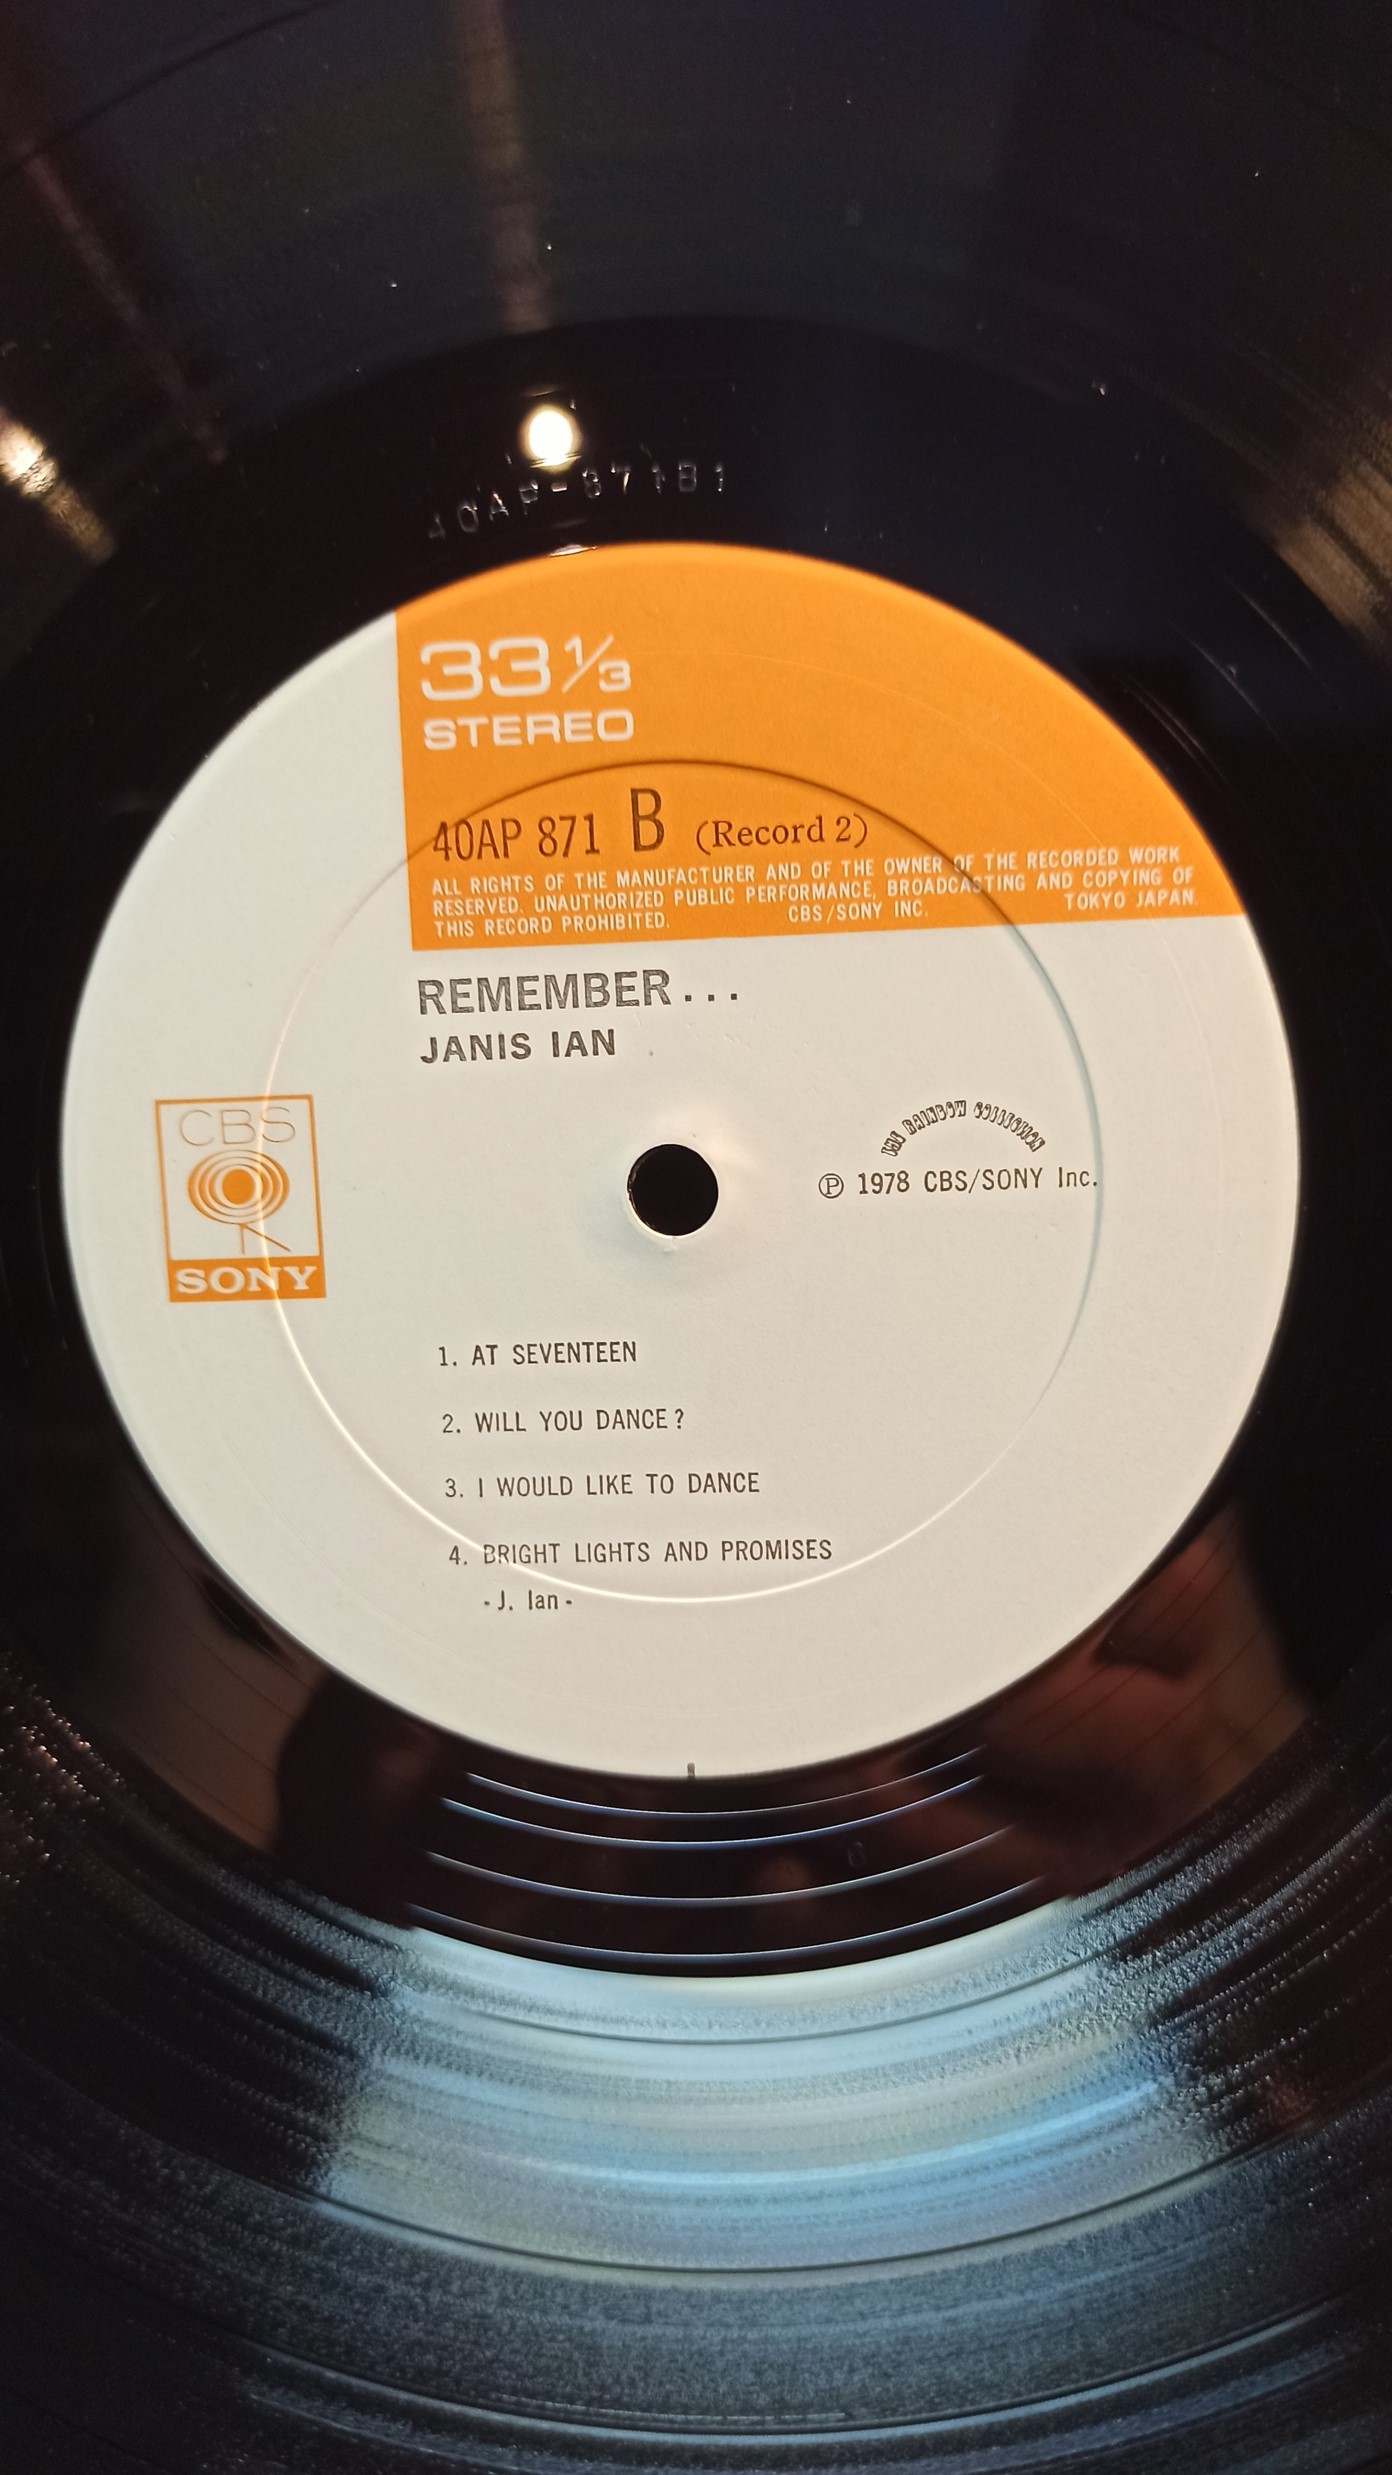 40AP-871B1
33 1/3
STEREO
40AP 871 B (Record 2)
ALL RIGHTS OF THE MANUFACTURER AND OF THE OWNER OF THE RECORDED WORK
RESERVED. UNAUTHORIZED PUBLIC PERFORMANCE, BROADCASTING AND COPYING OF
THIS RECORD PROHIBITED. CBS/SONY INC. TOKYO JAPAN.
REMEMBER...
JANIS IAN
CBS
SONY
THE RAINBOW COLLECTION
℗ 1978 CBS/SONY Inc.
1. AT SEVENTEEN
2. WILL YOU DANCE?
3. I WOULD LIKE TO DANCE
4. BRIGHT LIGHTS AND PROMISES
-J. Ian-